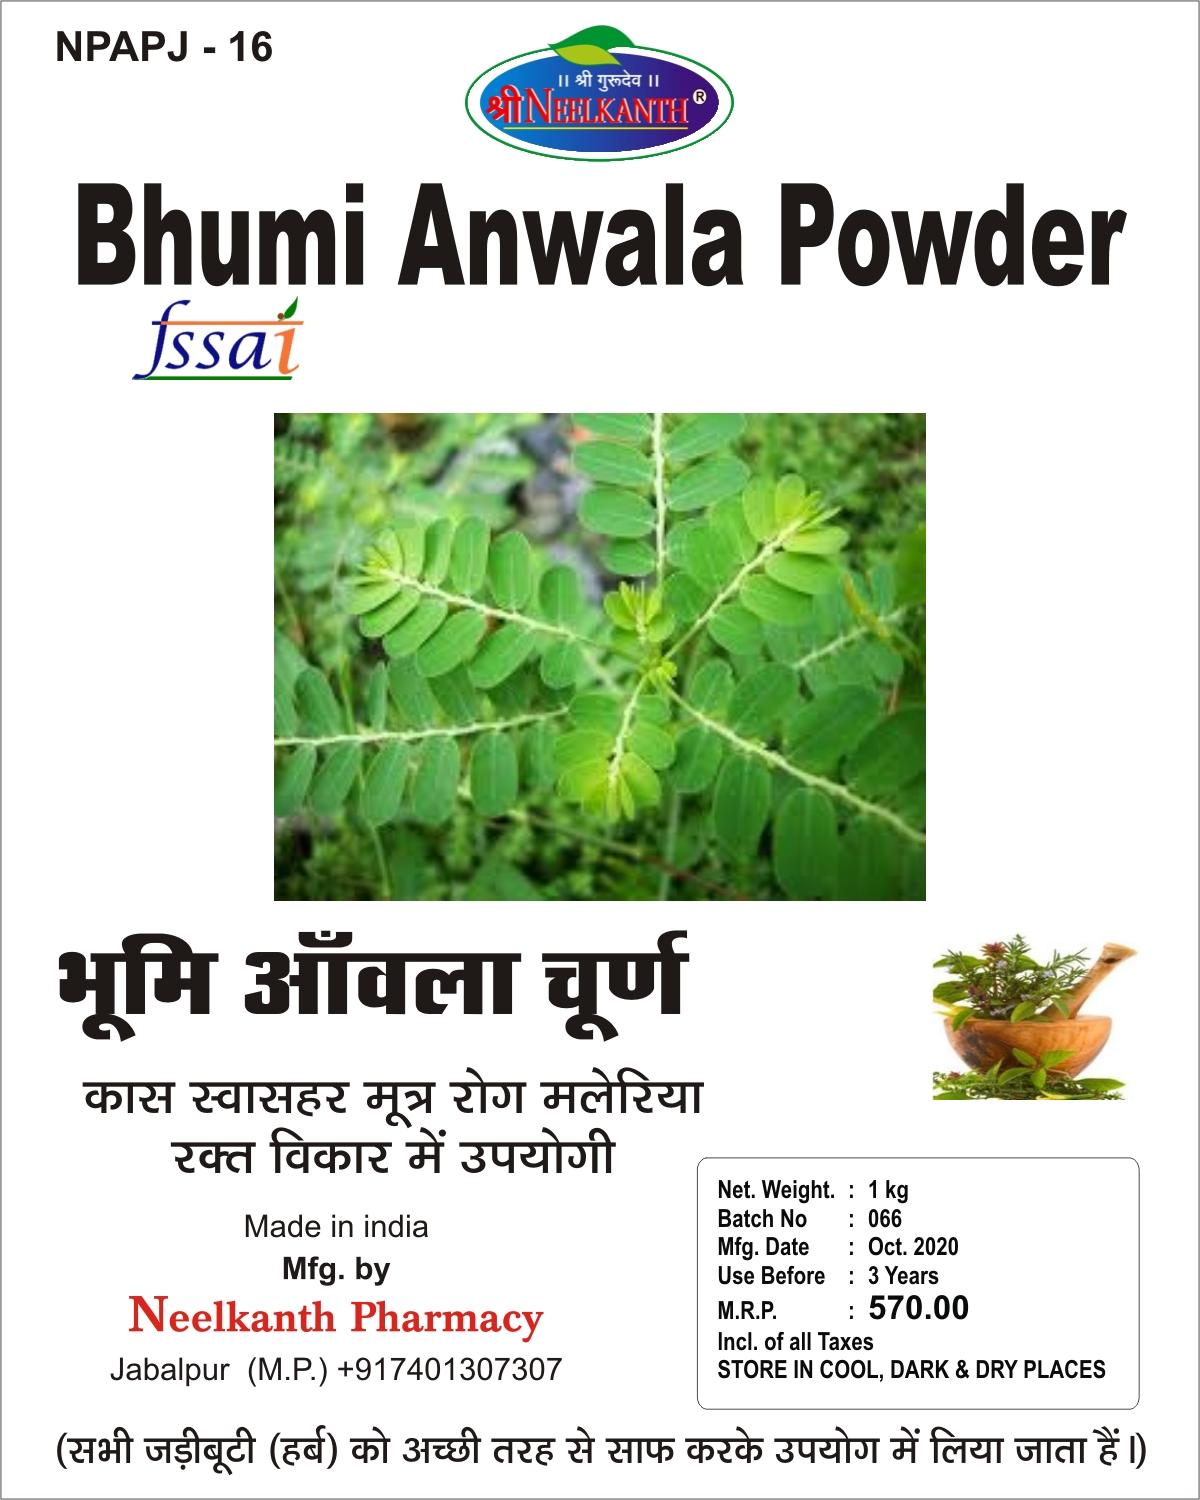 NPAPJ - 16
।। श्री गुरूदेव ।।
श्री NEELKANTH ®
Bhumi Anwala Powder
fssai
भूमि आँवला चूर्ण
कास स्वासहर मूत्र रोग मलेरिया
रक्त विकार में उपयोगी
Made in india
Mfg. by
Neelkanth Pharmacy
Jabalpur (M.P.) +917401307307
Net. Weight. : 1 kg
Batch No : 066
Mfg. Date : Oct. 2020
Use Before : 3 Years
M.R.P. : 570.00
Incl. of all Taxes
STORE IN COOL, DARK & DRY PLACES
(सभी जड़ीबूटी (हर्ब) को अच्छी तरह से साफ करके उपयोग में लिया जाता हैं।)